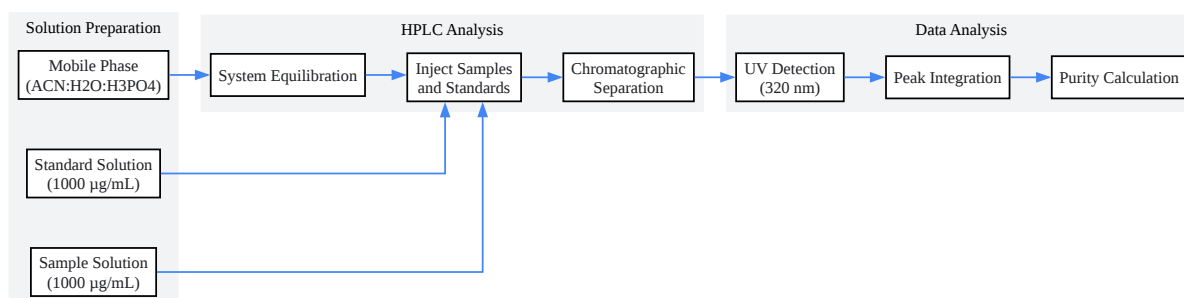 Solution Preparation
Mobile Phase
(ACN:H2O:H3PO4)
Standard Solution
(1000 µg/mL)
Sample Solution
(1000 µg/mL)
HPLC Analysis
System Equilibration
Inject Samples
and Standards
Chromatographic
Separation
Data Analysis
UV Detection
(320 nm)
Peak Integration
Purity Calculation